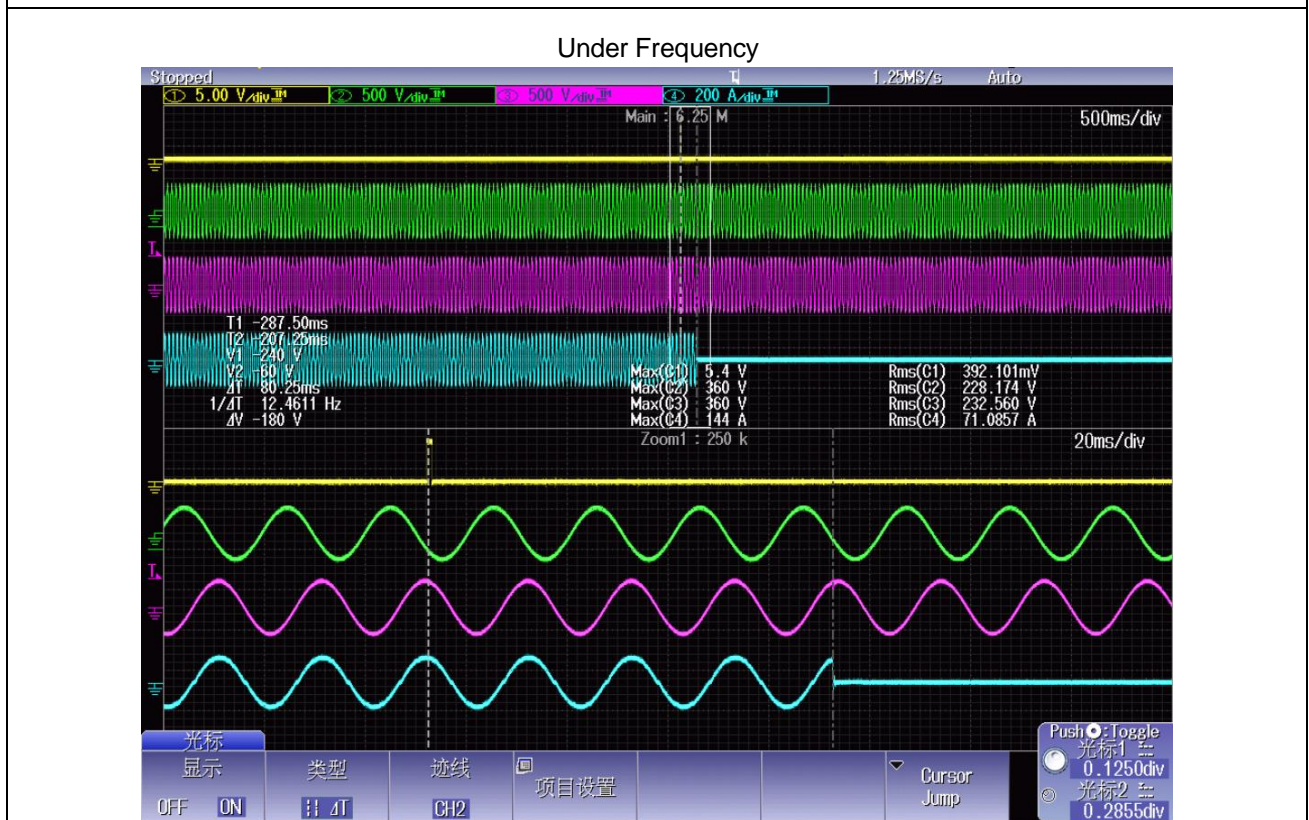 Under Frequency
Stopped 1.25MS/s Auto
① 5.00 V/div ② 500 V/div ③ 500 V/div ④ 200 A/div
Main : 6.25 M 500ms/div
T1 -287.50ms
T2 -207.25ms
V1 -240 V
V2 -60 V Max(C1) 5.4 V Rms(C1) 392.101mV
ΔT 80.25ms Max(C2) 360 V Rms(C2) 228.174 V
1/ΔT 12.4611 Hz Max(C3) 360 V Rms(C3) 232.560 V
ΔV -180 V Max(C4) 144 A Rms(C4) 71.0857 A
Zoom1 : 250 k 20ms/div
光标 Push :Toggle
显示 类型 迹线 项目设置 Cursor Jump 光标1
0.1250div
OFF ON ΔT CH2 光标2
0.2855div